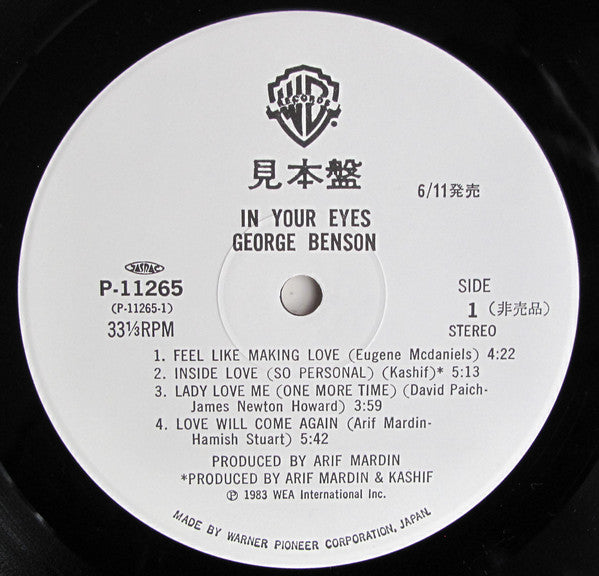 WB
RECORDS
見本盤
6/11発売
IN YOUR EYES
GEORGE BENSON
JASRAC
P-11265
(P-11265-1)
33⅓RPM
SIDE
1 (非売品)
STEREO
1. FEEL LIKE MAKING LOVE (Eugene Mcdaniels) 4:22
2. INSIDE LOVE (SO PERSONAL) (Kashif)* 5:13
3. LADY LOVE ME (ONE MORE TIME) (David Paich-
James Newton Howard) 3:59
4. LOVE WILL COME AGAIN (Arif Mardin-
Hamish Stuart) 5:42
PRODUCED BY ARIF MARDIN
*PRODUCED BY ARIF MARDIN & KASHIF
℗ 1983 WEA International Inc.
MADE BY WARNER PIONEER CORPORATION, JAPAN.